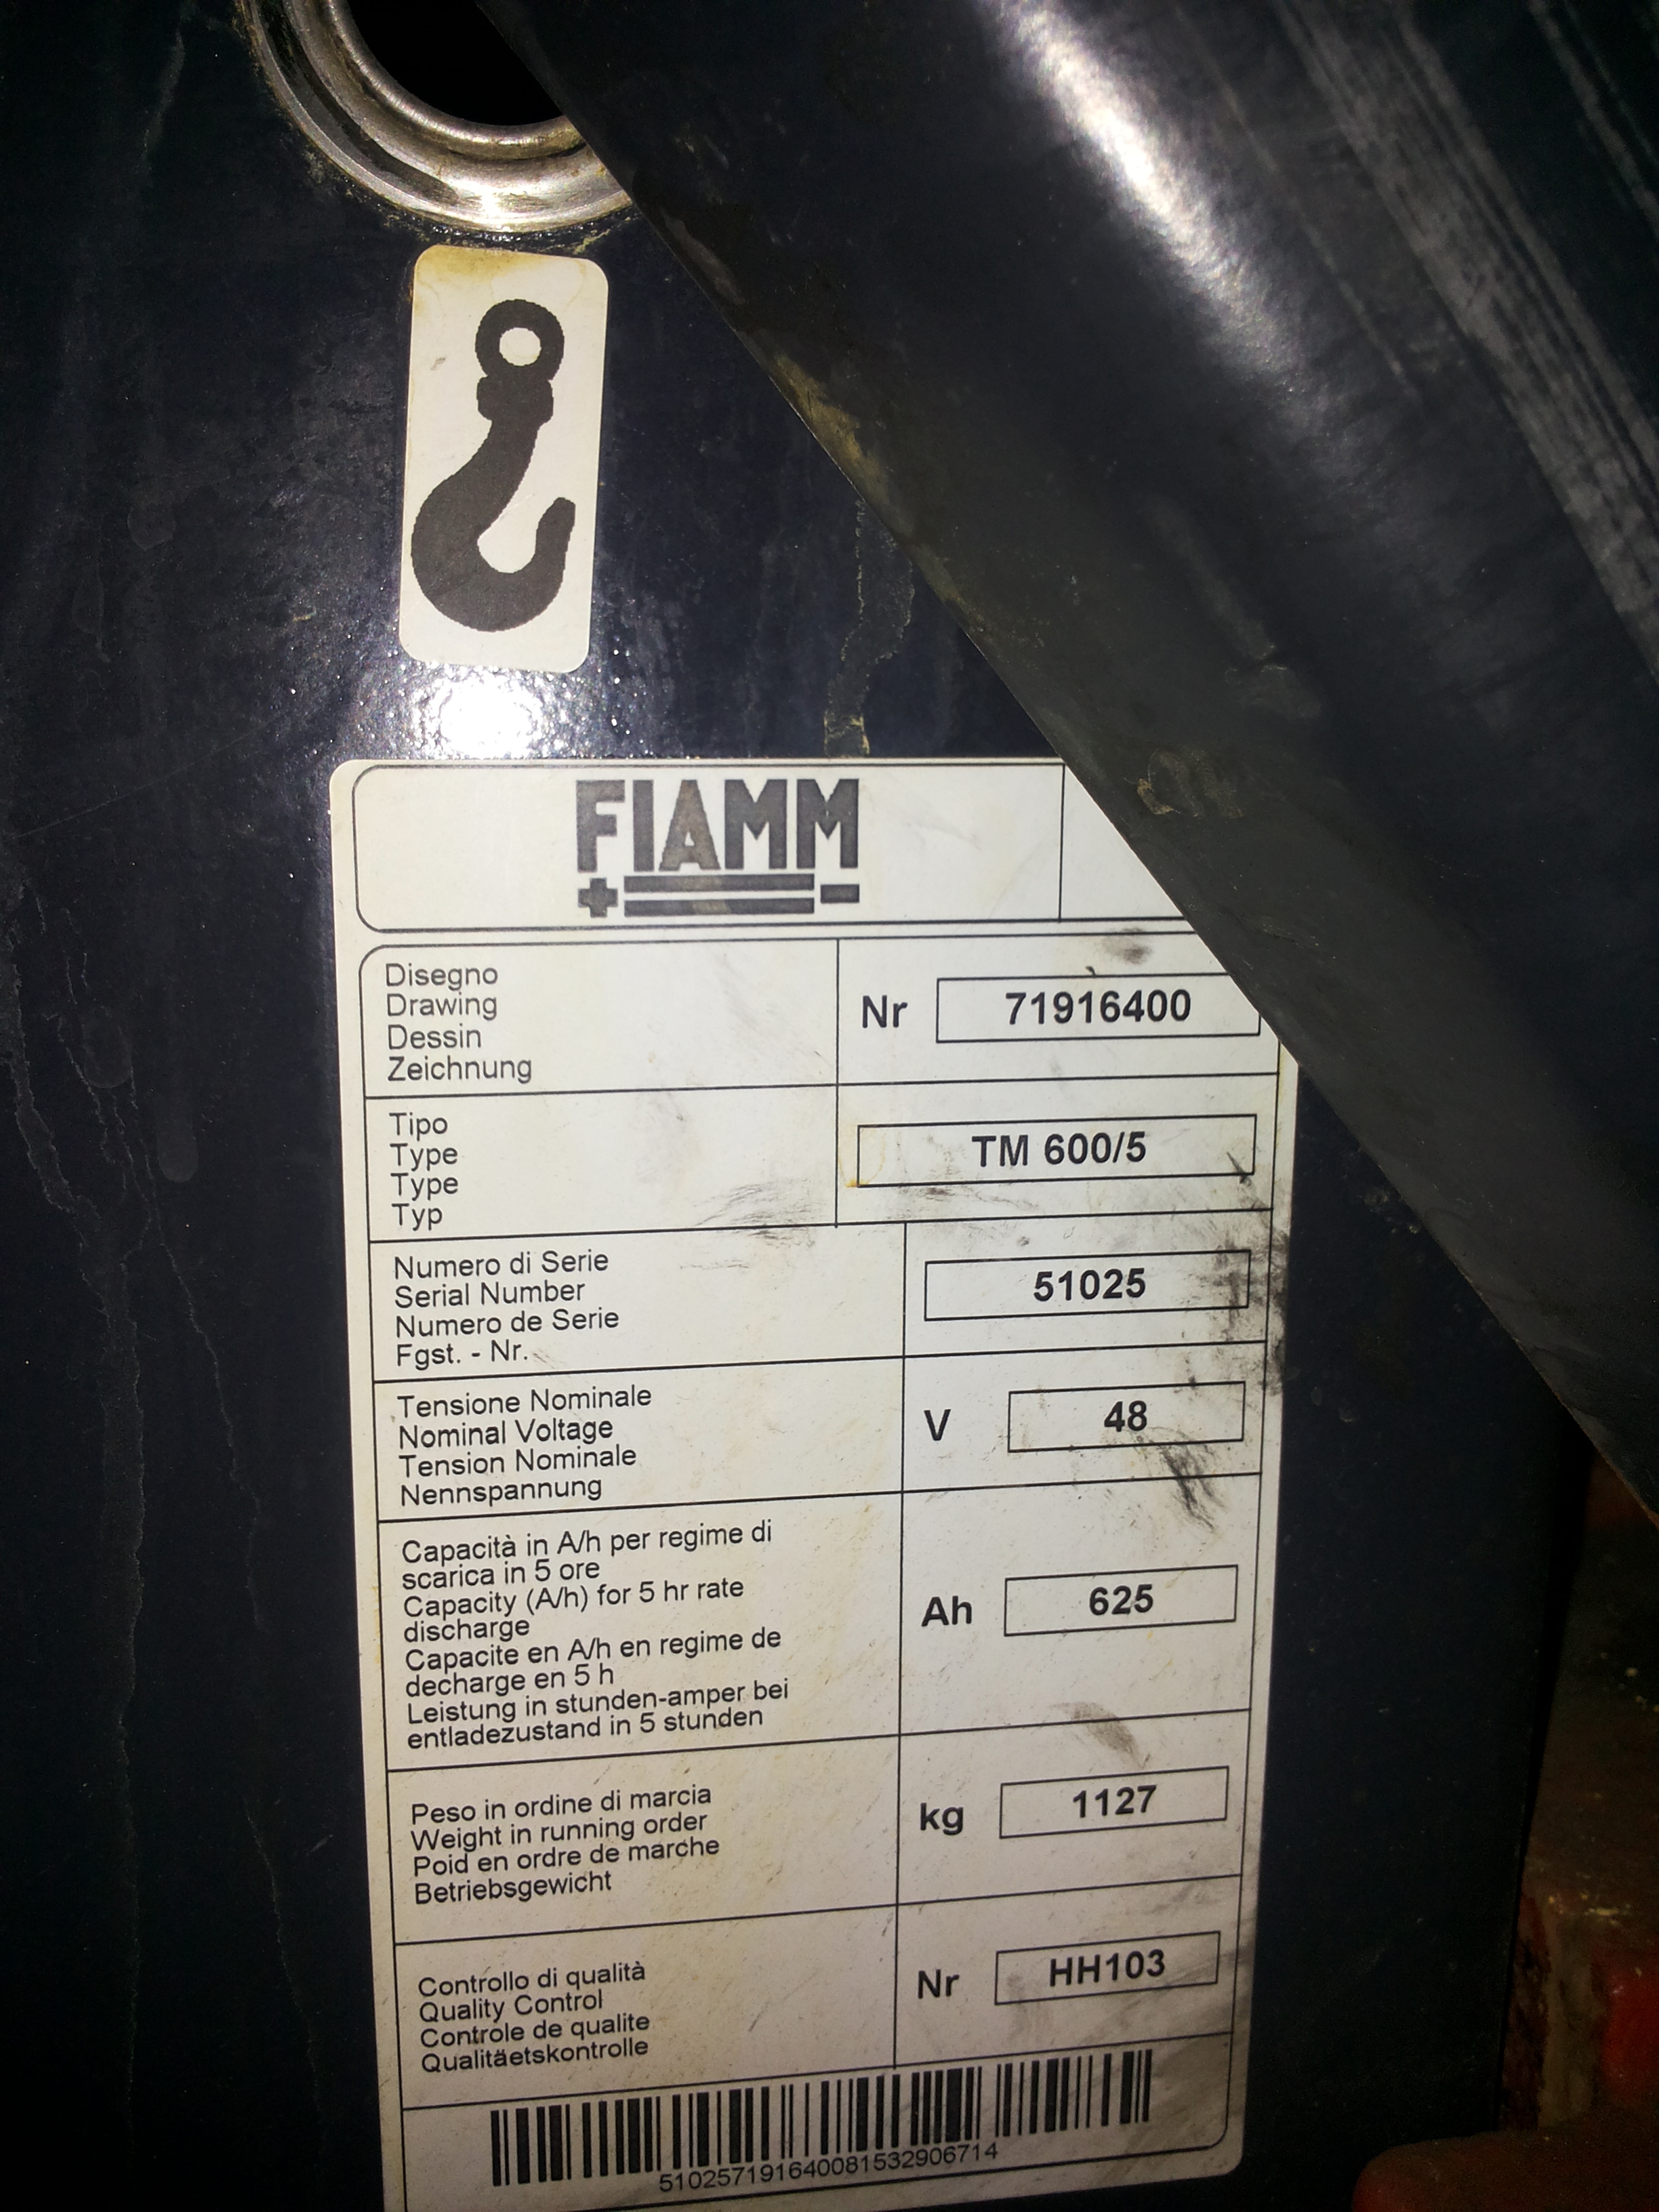 FIAMM
Disegno
Drawing
Dessin
Zeichnung
Nr
71916400
Tipo
Type
Type
Typ
TM 600/5
Numero di Serie
Serial Number
Numero de Serie
Fgst. - Nr.
51025
Tensione Nominale
Nominal Voltage
Tension Nominale
Nennspannung
V
48
Capacità in A/h per regime di
scarica in 5 ore
Capacity (A/h) for 5 hr rate
discharge
Capacite en A/h en regime de
decharge en 5 h
Leistung in stunden-amper bei
entladezustand in 5 stunden
Ah
625
Peso in ordine di marcia
Weight in running order
Poid en ordre de marche
Betriebsgewicht
kg
1127
Controllo di qualità
Quality Control
Controle de qualite
Qualitäetskontrolle
Nr
HH103
510257191640081532906714